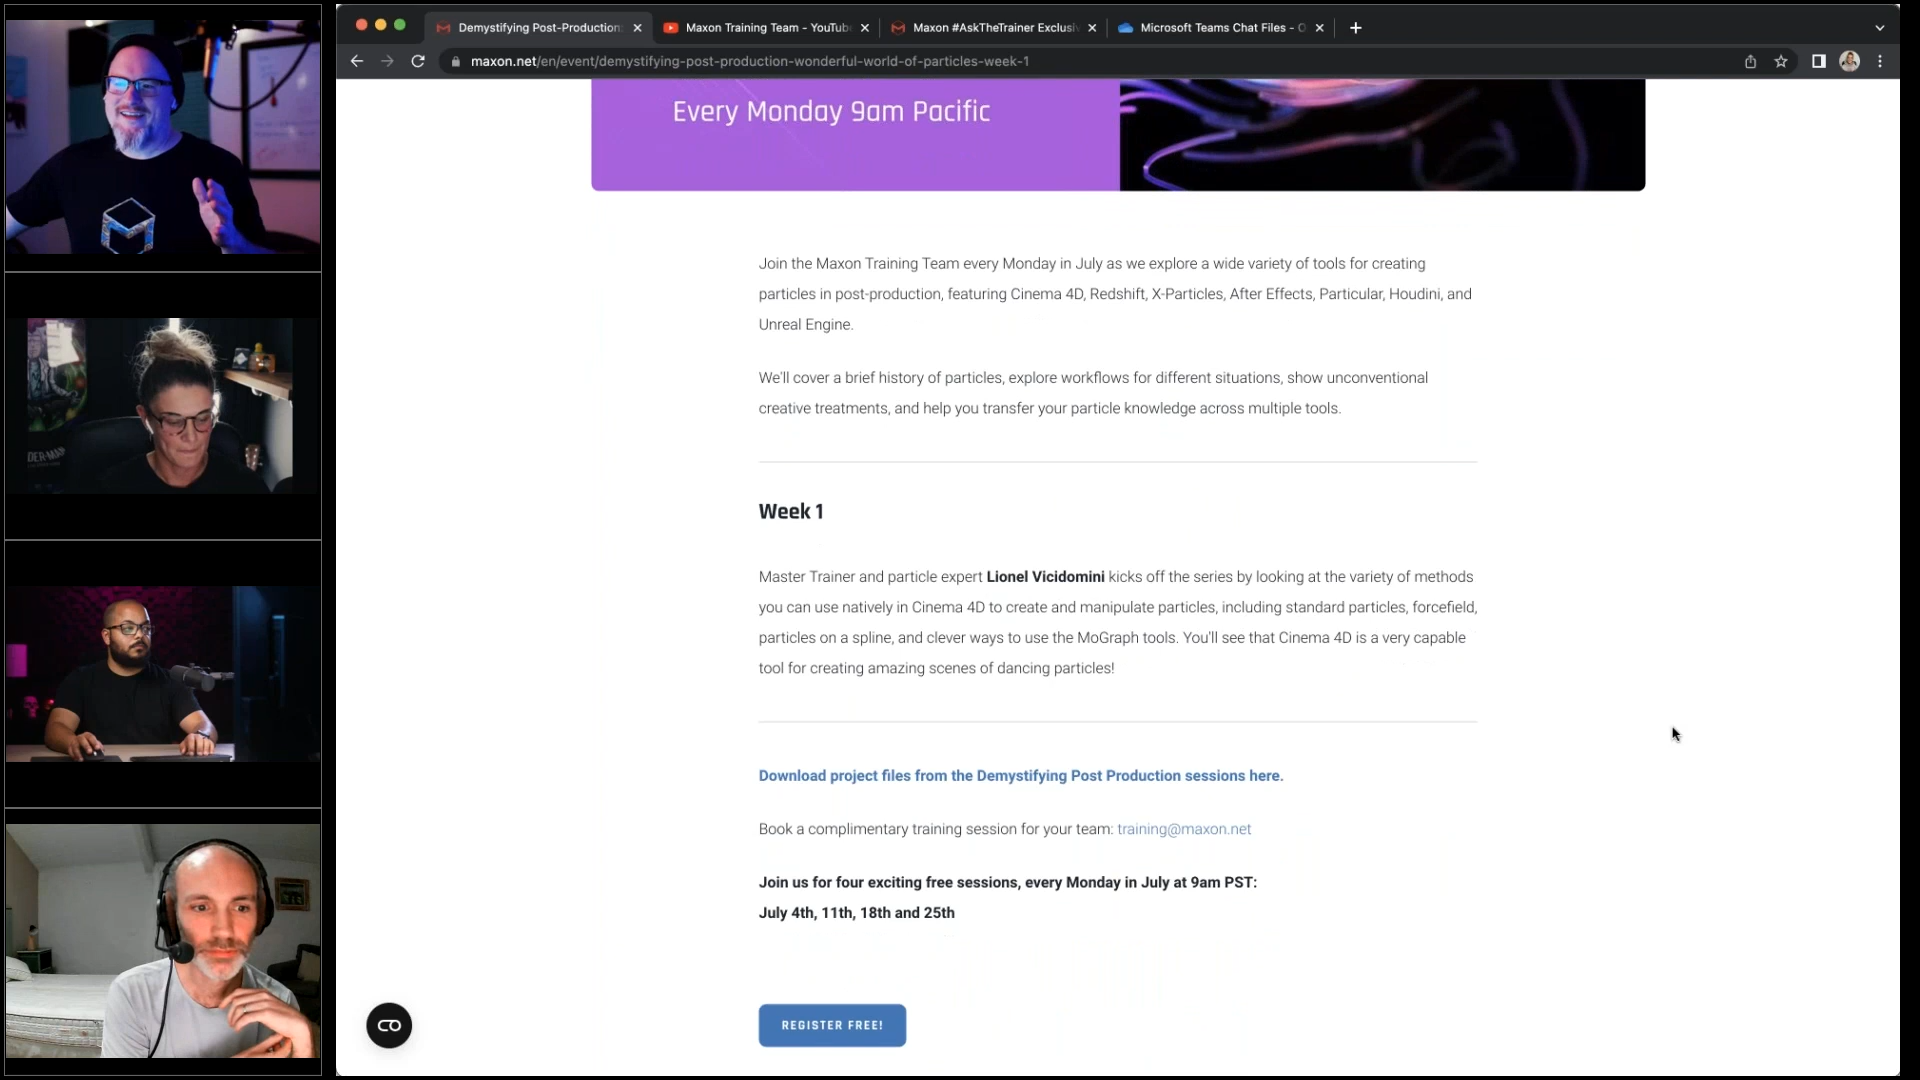 Demystifying Post-Production:
Maxon Training Team - YouTube
Maxon #AskTheTrainer Exclusi
Microsoft Teams Chat Files - O
maxon.net/en/event/demystifying-post-production-wonderful-world-of-particles-week-1
Every Monday 9am Pacific
Join the Maxon Training Team every Monday in July as we explore a wide variety of tools for creating
particles in post-production, featuring Cinema 4D, Redshift, X-Particles, After Effects, Particular, Houdini, and
Unreal Engine.
We'll cover a brief history of particles, explore workflows for different situations, show unconventional
creative treatments, and help you transfer your particle knowledge across multiple tools.
Week 1
Master Trainer and particle expert Lionel Vicidomini kicks off the series by looking at the variety of methods
you can use natively in Cinema 4D to create and manipulate particles, including standard particles, forcefield,
particles on a spline, and clever ways to use the MoGraph tools. You'll see that Cinema 4D is a very capable
tool for creating amazing scenes of dancing particles!
Download project files from the Demystifying Post Production sessions here.
Book a complimentary training session for your team: training@maxon.net
Join us for four exciting free sessions, every Monday in July at 9am PST:
July 4th, 11th, 18th and 25th
REGISTER FREE!
DER-MAN